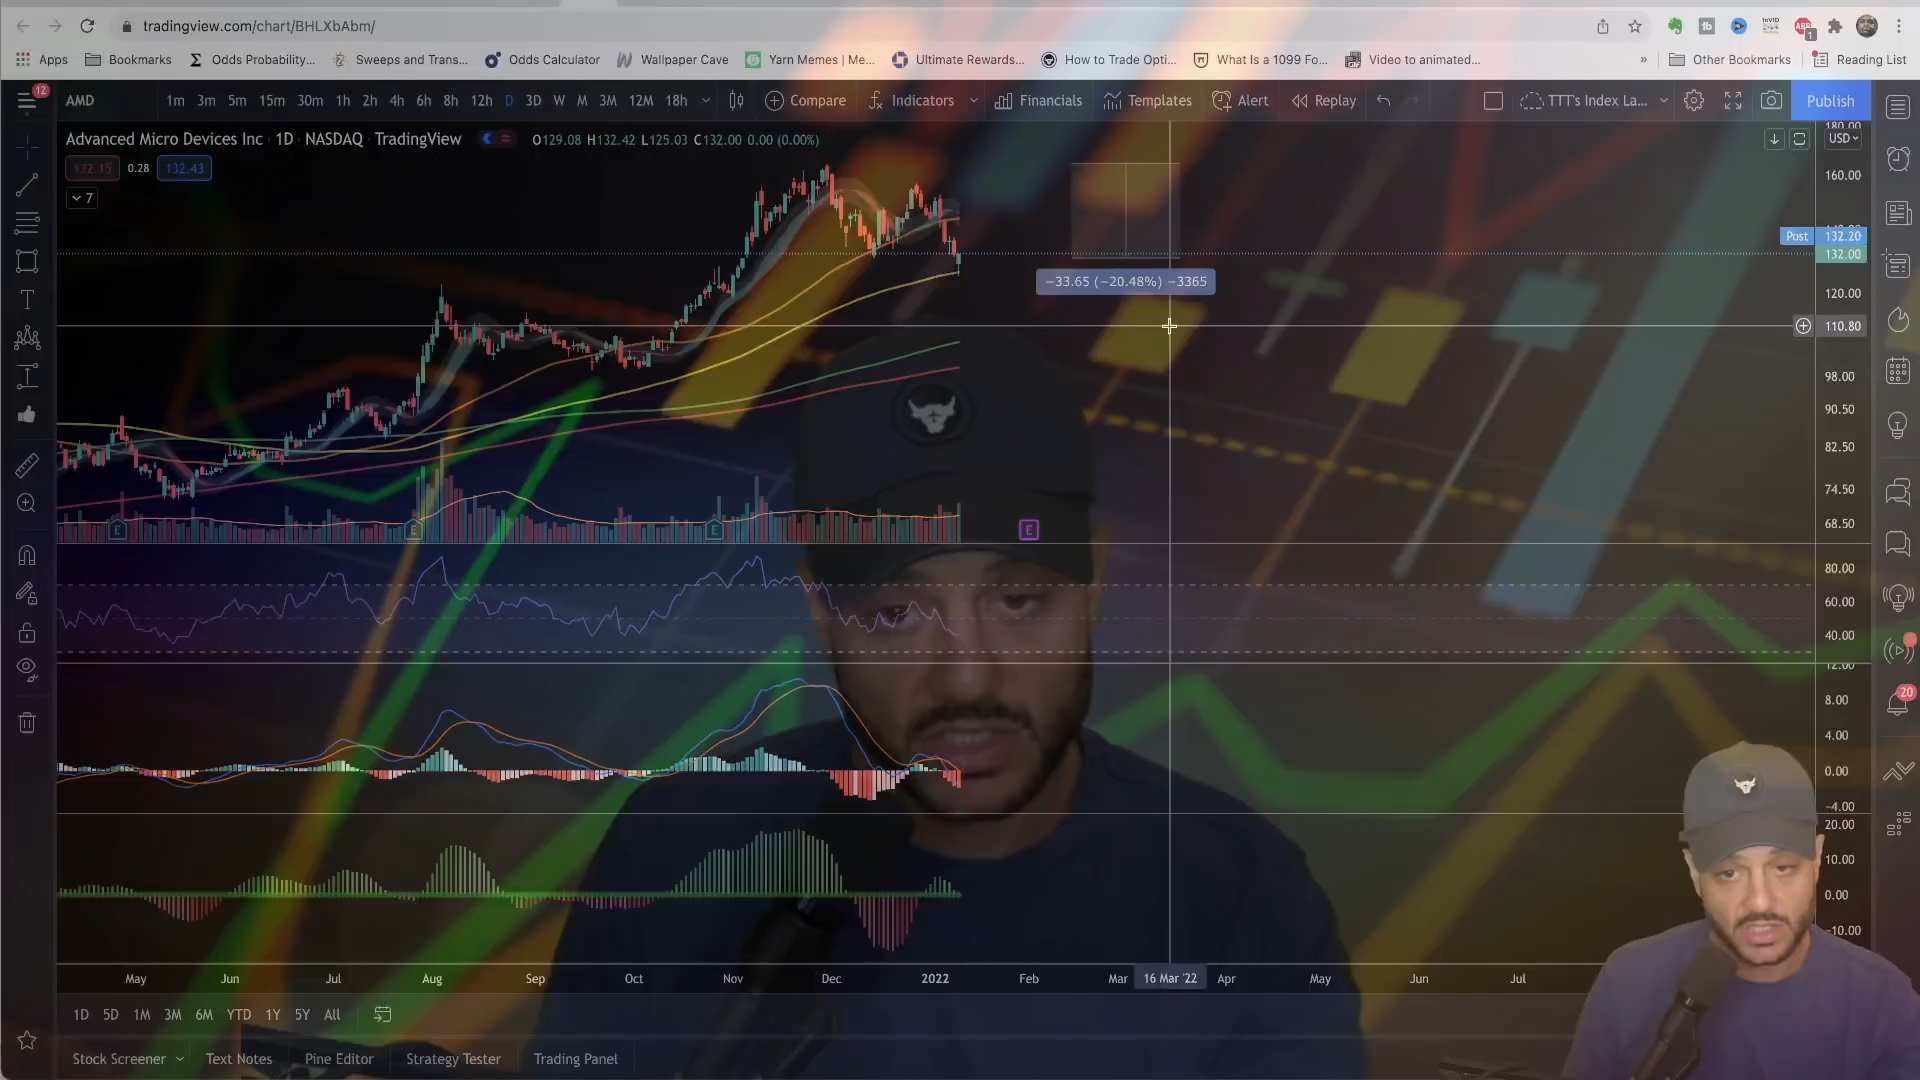 tradingview.com/chart/BHLXbAbm/
Apps Bookmarks Odds Probability... Sweeps and Trans... Odds Calculator Wallpaper Cave Yarn Memes | Me... Ultimate Rewards... How to Trade Opti... What Is a 1099 Fo... Video to animated... » Other Bookmarks Reading List
12
AMD 1m 3m 5m 15m 30m 1h 2h 4h 6h 8h 12h D 3D W M 3M 12M 18h Compare Indicators Financials Templates Alert Replay TTT's Index La... Publish
Advanced Micro Devices Inc · 1D · NASDAQ · TradingView O129.08 H132.42 L125.03 C132.00 0.00 (0.00%)
132.15 0.28 132.43
7
180.00
USD
160.00
Post 132.20
132.00
−33.65 (−20.48%) −3365
120.00
110.80
98.00
90.50
82.50
74.50
68.50
E E E E
80.00
60.00
40.00
12.00
8.00
4.00
0.00
−4.00
20.00
10.00
0.00
−10.00
20
May Jun Jul Aug Sep Oct Nov Dec 2022 Feb Mar 16 Mar '22 Apr May Jun Jul
1D 5D 1M 3M 6M YTD 1Y 5Y All
Stock Screener Text Notes Pine Editor Strategy Tester Trading Panel